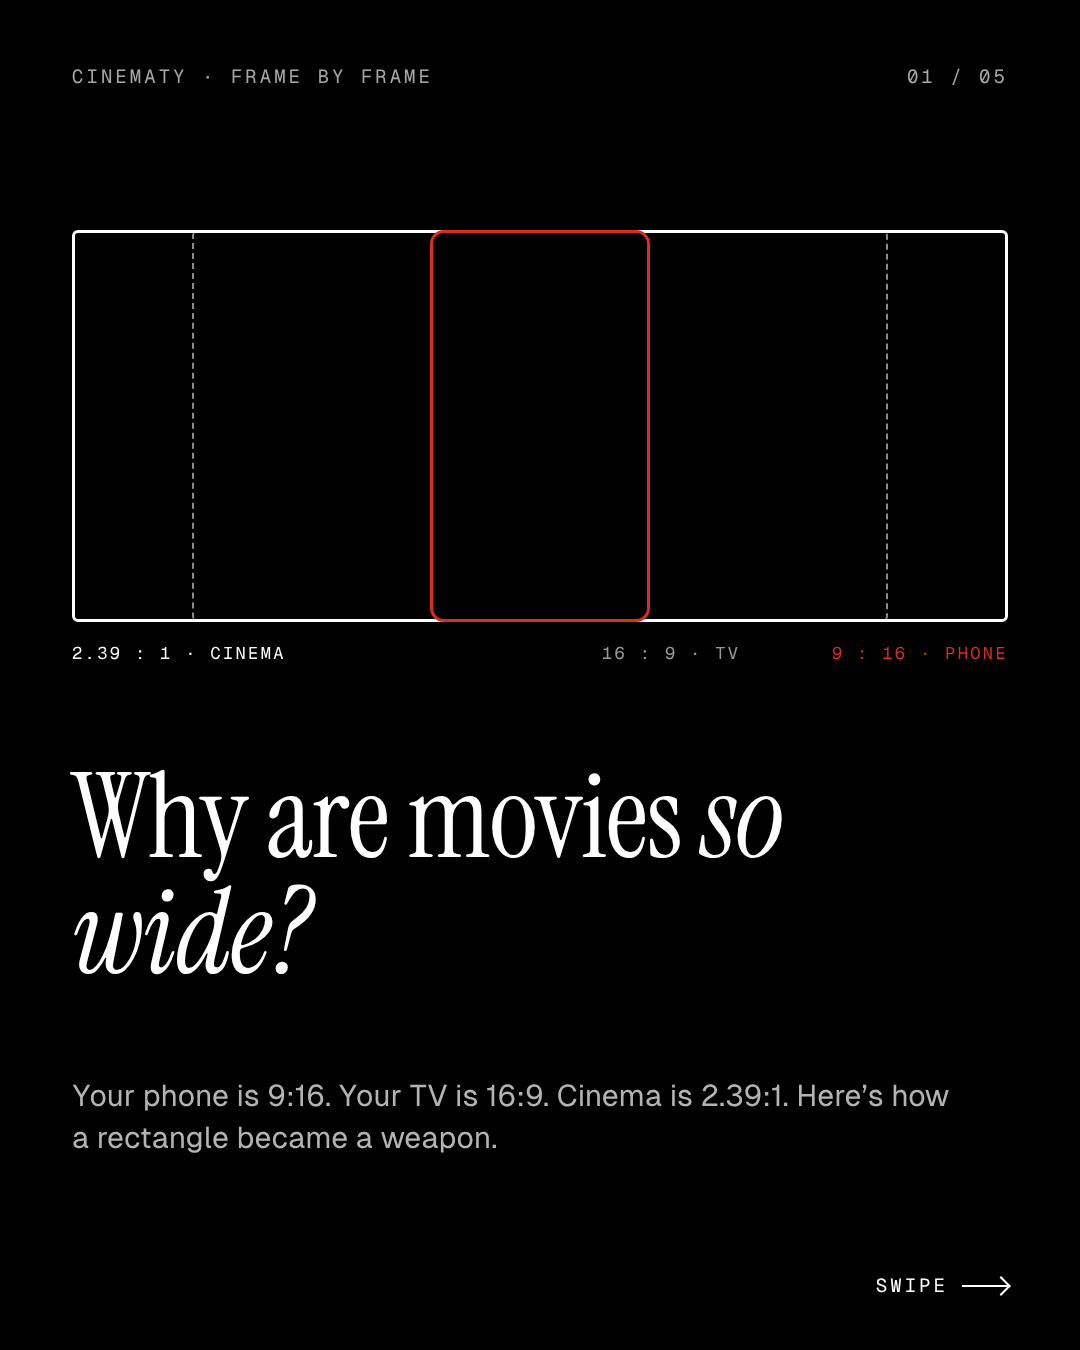 CINEMATY · FRAME BY FRAME
01 / 05
2.39 : 1 · CINEMA
16 : 9 · TV
9 : 16 · PHONE
Why are movies so
wide?
Your phone is 9:16. Your TV is 16:9. Cinema is 2.39:1. Here’s how
a rectangle became a weapon.
SWIPE